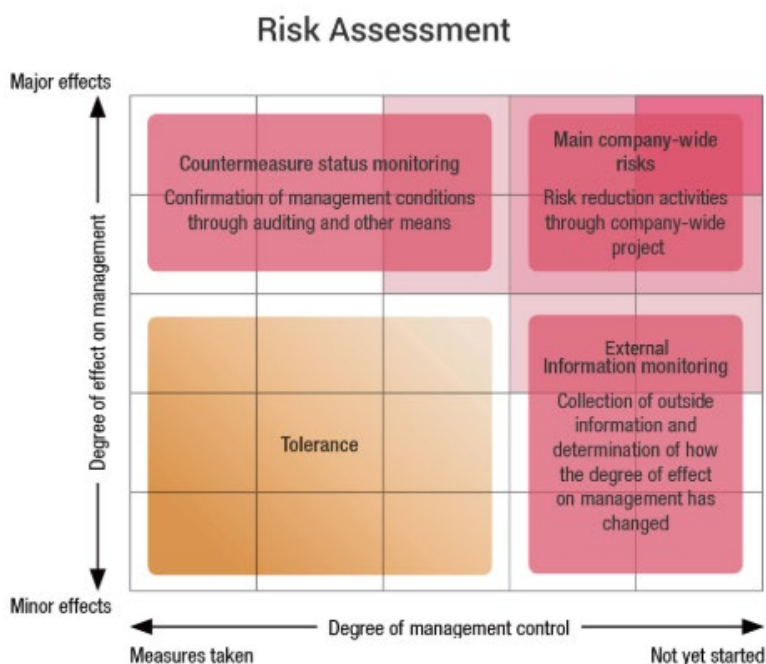 Risk Assessment
Major effects
Degree of effect on management
Minor effects
Countermeasure status monitoring
Confirmation of management conditions
through auditing and other means
Main company-wide
risks
Risk reduction activities
through company-wide
project
Tolerance
External
Information monitoring
Collection of outside
information and
determination of how
the degree of effect
on management has
changed
Degree of management control
Measures taken
Not yet started